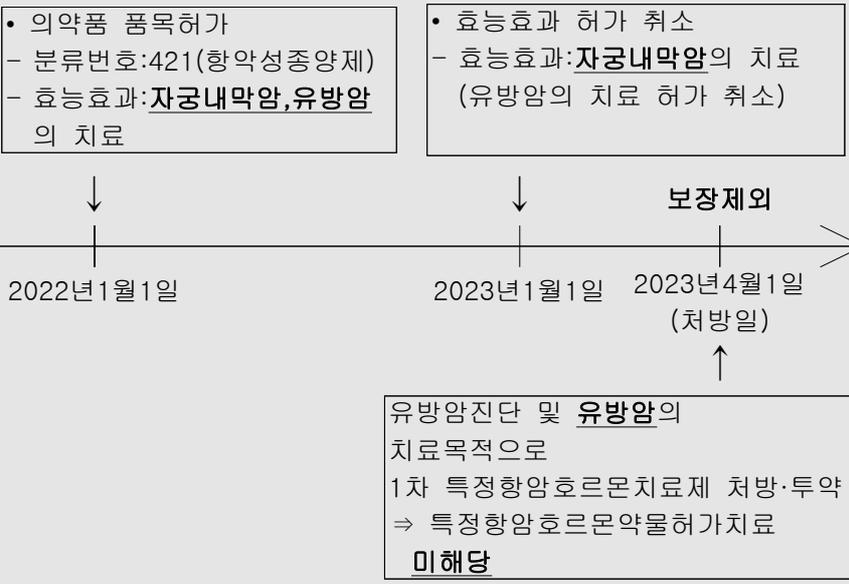 • 의약품 품목허가
- 분류번호:421(항악성종양제)
- 효능효과:자궁내막암,유방암
의 치료
• 효능효과 허가 취소
- 효능효과:자궁내막암의 치료
(유방암의 치료 허가 취소)
보장제외
2022년1월1일
2023년1월1일
2023년4월1일
(처방일)
유방암진단 및 유방암의
치료목적으로
1차 특정항암호르몬치료제 처방·투약
⇒ 특정항암호르몬약물허가치료
미해당